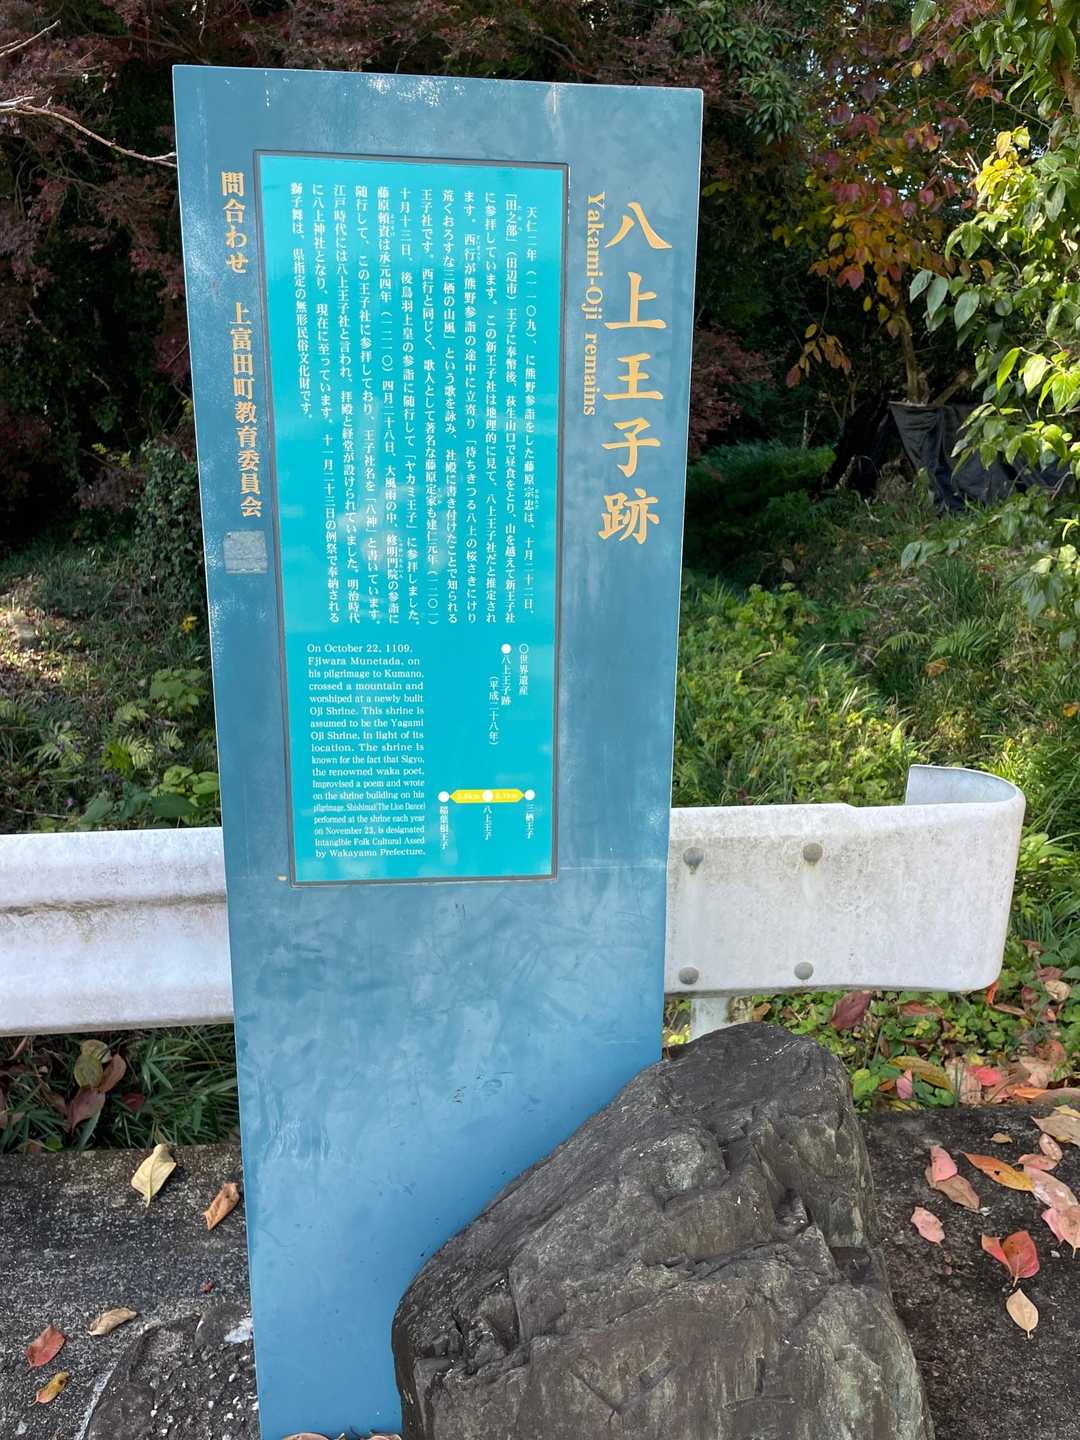 八上王子跡
Yakami-Oji remains
天仁二年(一一〇九)、に熊野参詣をした藤原宗忠は、十月二十二日、
「田之部」(田辺市)王子に奉幣後、萩生山口で昼食をとり、山を越えて新王子社
に参拝しています。この新王子社は地理的に見て、八上王子社だと推定され
ます。西行が熊野参詣の途中に立寄り「待ちきつる八上の桜さきにけり
荒くおろすな三栖の山風」という歌を詠み、社殿に書き付けたことで知られる
王子社です。西行と同じく、歌人として著名な藤原定家も建仁元年(一二〇一)
十月十三日、後鳥羽上皇の参詣に随行して「ヤカミ王子」に参拝しました。
藤原頼資は承元四年(一二一〇)四月二十八日、大風雨の中、修明門院の参詣に
随行して、この王子社に参拝しており、王子社名を「八神」と書いています。
江戸時代には八上王子社と言われ、拝殿と経堂が設けられていました。明治時代
に八上神社となり、現在に至っています。十一月二十三日の例祭で奉納される
獅子舞は、県指定の無形民俗文化財です。
〇世界遺産
●八上王子跡
(平成二十八年)
三栖王子
八上王子
稲葉根王子
On October 22, 1109,
Fjiwara Munetada, on
his pilgrimage to Kumano,
crossed a mountain and
worshiped at a newly built
Oji Shrine. This shrine is
assumed to be the Yagami
Oji Shrine, in light of its
location. The shrine is
known for the fact that Sigyo,
the renowned waka poet,
improvised a poem and wrote
on the shrine building on his
pilgrimage. Shishimai(The Lion Dance)
performed at the shrine each year
on November 23, is designated
Intangible Folk Cultural Assed
by Wakayama Prefecture.
問合わせ 上富田町教育委員会